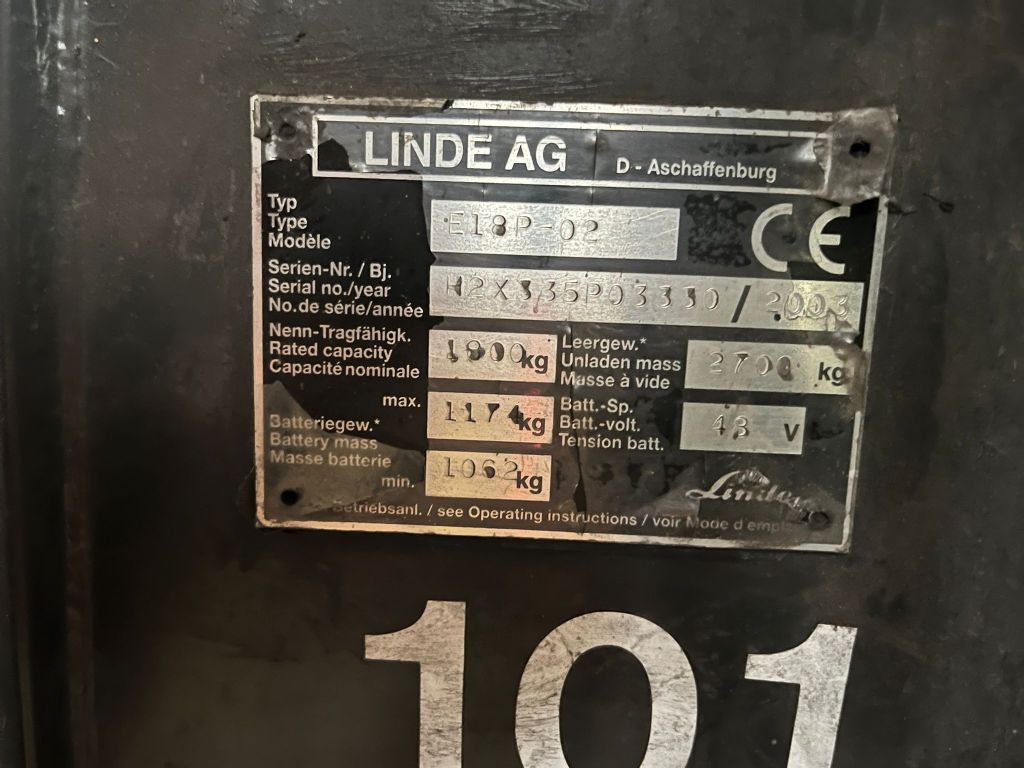 LINDE AG D - Aschaffenburg
Typ
Type
Modèle
E18P-02
CE
Serien-Nr. / Bj.
Serial no./year
No.de série/année
H2X335P03330 / 2003
Nenn-Tragfähigk.
Rated capacity
Capacité nominale
1800 kg
Leergew.*
Unladen mass
Masse à vide
2700 kg
Batteriegew.*
Battery mass
Masse batterie
max.
1174 kg
min.
1062 kg
Batt.-Sp.
Batt.-volt.
Tension batt.
48 V
Linde
Betriebsanl. / see Operating instructions / voir Mode d'emploi
101